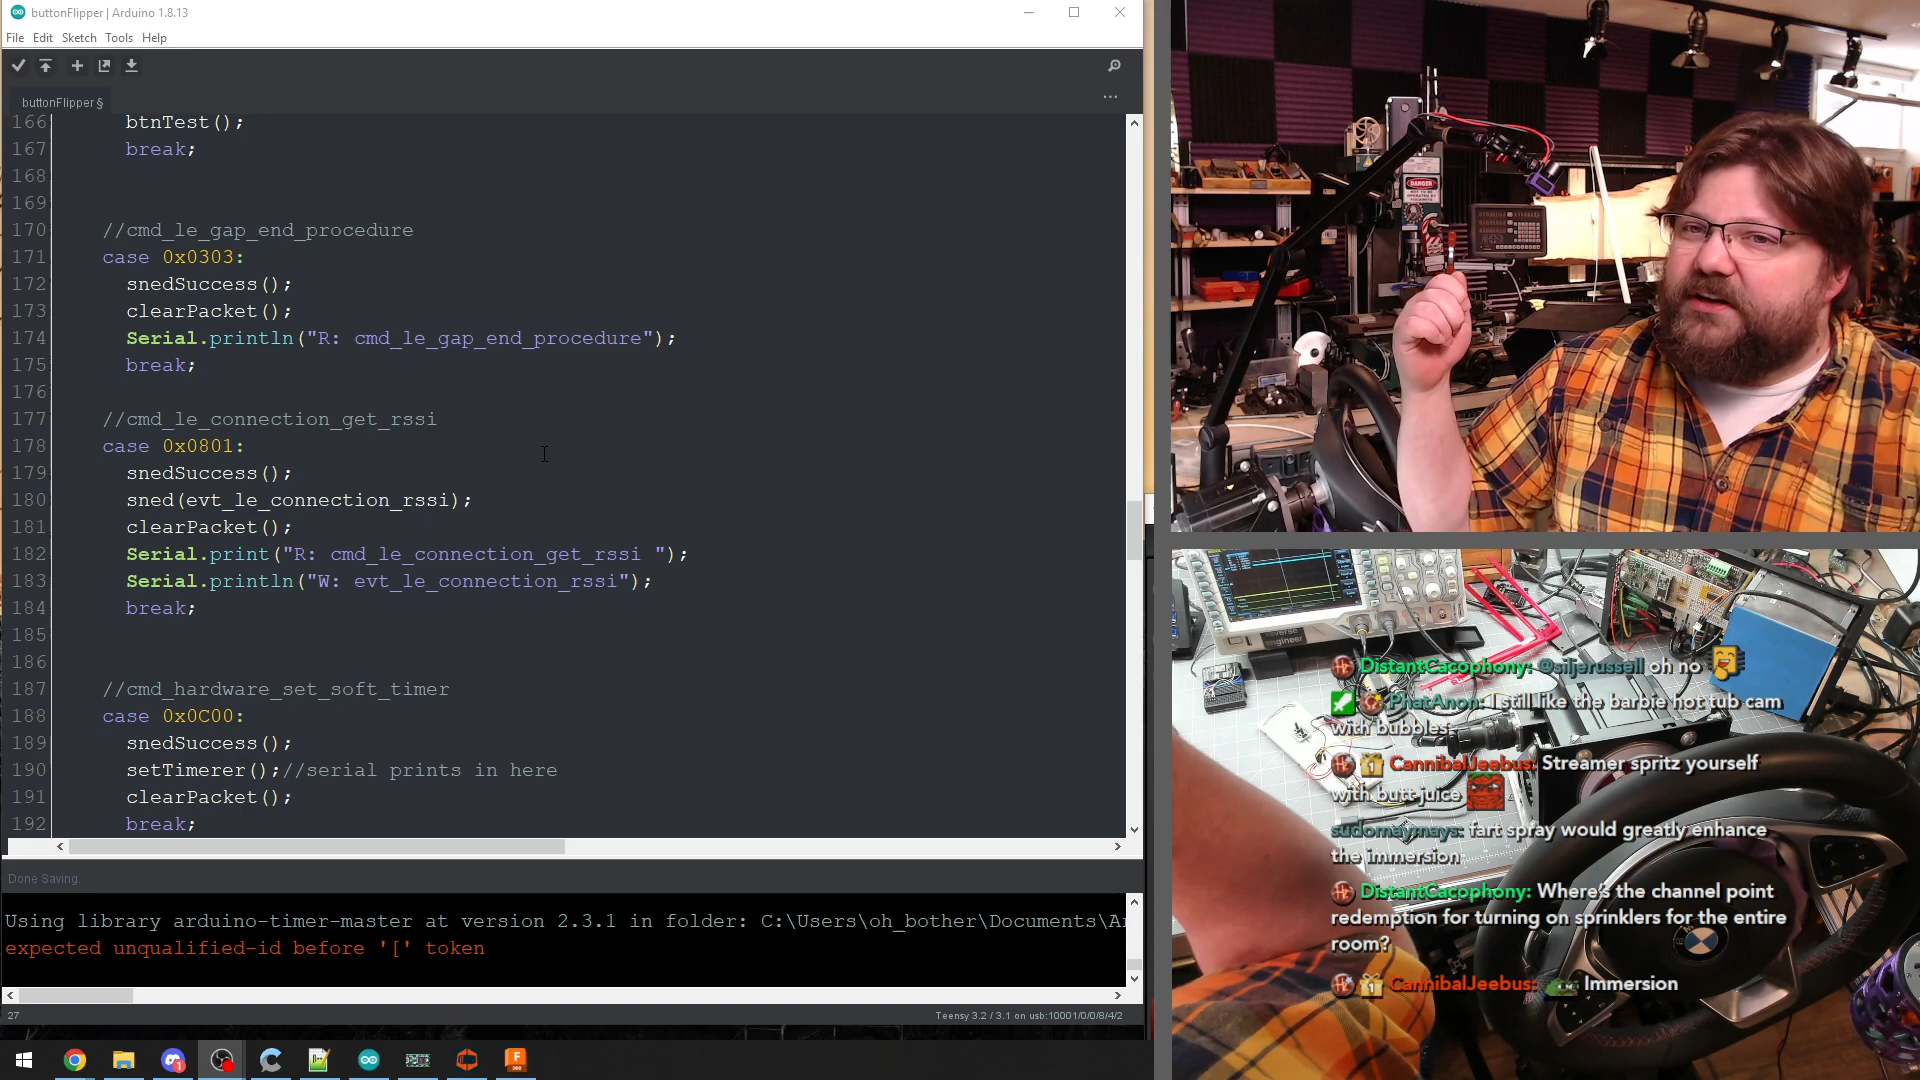 buttonFlipper | Arduino 1.8.13
File Edit Sketch Tools Help
buttonFlipper §
166 btnTest();
167 break;
168
169
170 //cmd_le_gap_end_procedure
171 case 0x0303:
172 snedSuccess();
173 clearPacket();
174 Serial.println("R: cmd_le_gap_end_procedure");
175 break;
176
177 //cmd_le_connection_get_rssi
178 case 0x0801:
179 snedSuccess();
180 sned(evt_le_connection_rssi);
181 clearPacket();
182 Serial.print("R: cmd_le_connection_get_rssi ");
183 Serial.println("W: evt_le_connection_rssi");
184 break;
185
186
187 //cmd_hardware_set_soft_timer
188 case 0x0C00:
189 snedSuccess();
190 setTimerer();//serial prints in here
191 clearPacket();
192 break;
Done Saving.
Using library arduino-timer-master at version 2.3.1 in folder: C:\Users\oh_bother\Documents\Ar
expected unqualified-id before '[' token
27
Teensy 3.2 / 3.1 on usb:10001/0/0/8/4/2
DANGER
DistantCacophony: @siljerussell oh no
PhatAnon: I still like the barbie hot tub cam
with bubbles
CannibalJeebus: Streamer spritz yourself
with butt-juice
sudomaymays: fart spray would greatly enhance
the immersion
DistantCacophony: Where's the channel point
redemption for turning on sprinklers for the entire
room?
CannibalJeebus: Immersion